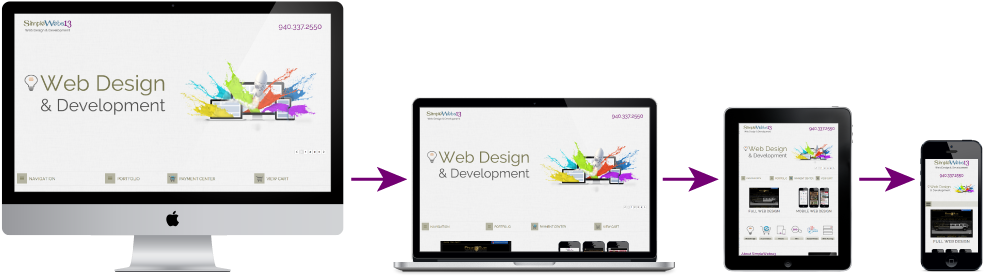 SimpleWebs13
Web Design & Development
940.337.2550
Web Design
& Development
NAVIGATION
PORTFOLIO
PAYMENT CENTER
VIEW CART
SimpleWebs13
Web Design & Development
940.337.2550
Web Design
& Development
NAVIGATION
PORTFOLIO
PAYMENT CENTER
VIEW CART
SimpleWebs13
940.337.2550
Web Design
& Development
FULL WEB DESIGN
MOBILE WEB DESIGN
About SimpleWebs13
SimpleWebs13
940.337.2550
Web Design
& Development
FULL WEB DESIGN